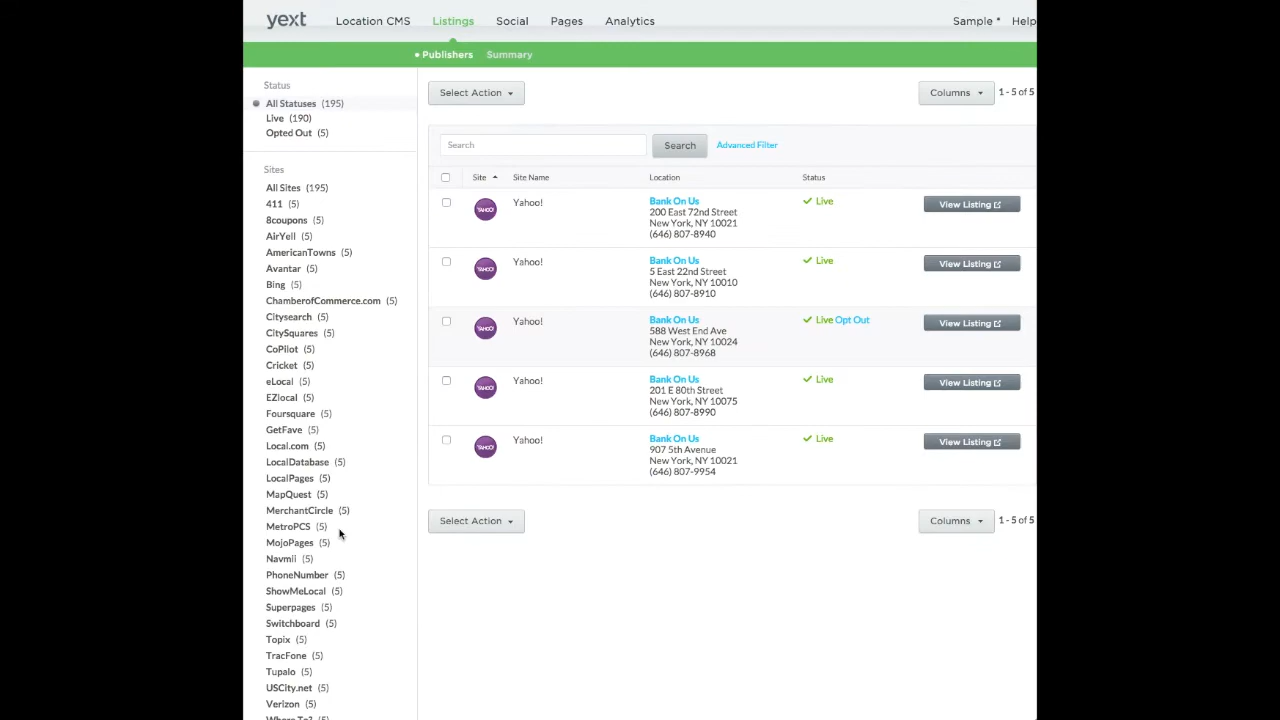 yext
Location CMS
Listings
Social
Pages
Analytics
Sample
Help
Publishers
Summary
Status
All Statuses (195)
Live (190)
Opted Out (5)
Sites
All Sites (195)
411 (5)
8coupons (5)
AirYell (5)
AmericanTowns (5)
Avantar (5)
Bing (5)
ChamberofCommerce.com (5)
Citysearch (5)
CitySquares (5)
CoPilot (5)
Cricket (5)
eLocal (5)
EZlocal (5)
Foursquare (5)
GetFave (5)
Local.com (5)
LocalDatabase (5)
LocalPages (5)
MapQuest (5)
MerchantCircle (5)
MetroPCS (5)
MojoPages (5)
Navmii (5)
PhoneNumber (5)
ShowMeLocal (5)
Superpages (5)
Switchboard (5)
Topix (5)
TracFone (5)
Tupalo (5)
USCity.net (5)
Verizon (5)
Where To? (5)
Select Action
Columns
1 - 5 of 5
Search
Search
Advanced Filter
Site
Site Name
Location
Status
YAHOO!
Yahoo!
Bank On Us
200 East 72nd Street
New York, NY 10021
(646) 807-8940
Live
View Listing
YAHOO!
Yahoo!
Bank On Us
5 East 22nd Street
New York, NY 10010
(646) 807-8910
Live
View Listing
YAHOO!
Yahoo!
Bank On Us
588 West End Ave
New York, NY 10024
(646) 807-8968
Live Opt Out
View Listing
YAHOO!
Yahoo!
Bank On Us
201 E 80th Street
New York, NY 10075
(646) 807-8990
Live
View Listing
YAHOO!
Yahoo!
Bank On Us
907 5th Avenue
New York, NY 10021
(646) 807-9954
Live
View Listing
Select Action
Columns
1 - 5 of 5